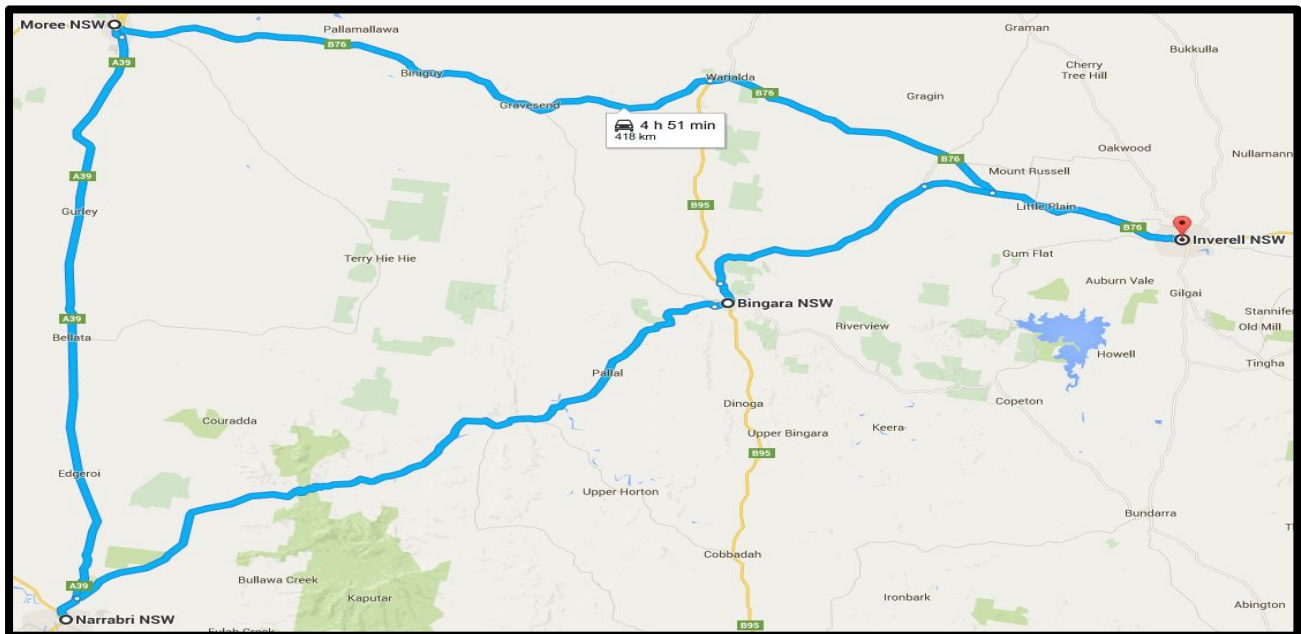 Moree NSW
Pallamallawa
Graman
Bukkulla
B76
A39
Biniguy
Cherry
Tree Hill
Warialda
B76
Gragin
Gravesend
4 h 51 min
418 km
Oakwood
Nullamann
B76
Mount Russell
A39
B95
Little Plain
Gurley
B76
Inverell NSW
Terry Hie Hie
Gum Flat
Auburn Vale
Gilgai
Bingara NSW
Stannifer
A39
Riverview
Old Mill
Bellata
Howell
Tingha
Pallal
Copeton
Dinoga
Couradda
Keera
Upper Bingara
B95
Edgeroi
Upper Horton
Bundarra
Cobbadah
Bullawa Creek
A39
Kaputar
Ironbark
Abington
Narrabri NSW
B95
Eulah Creek